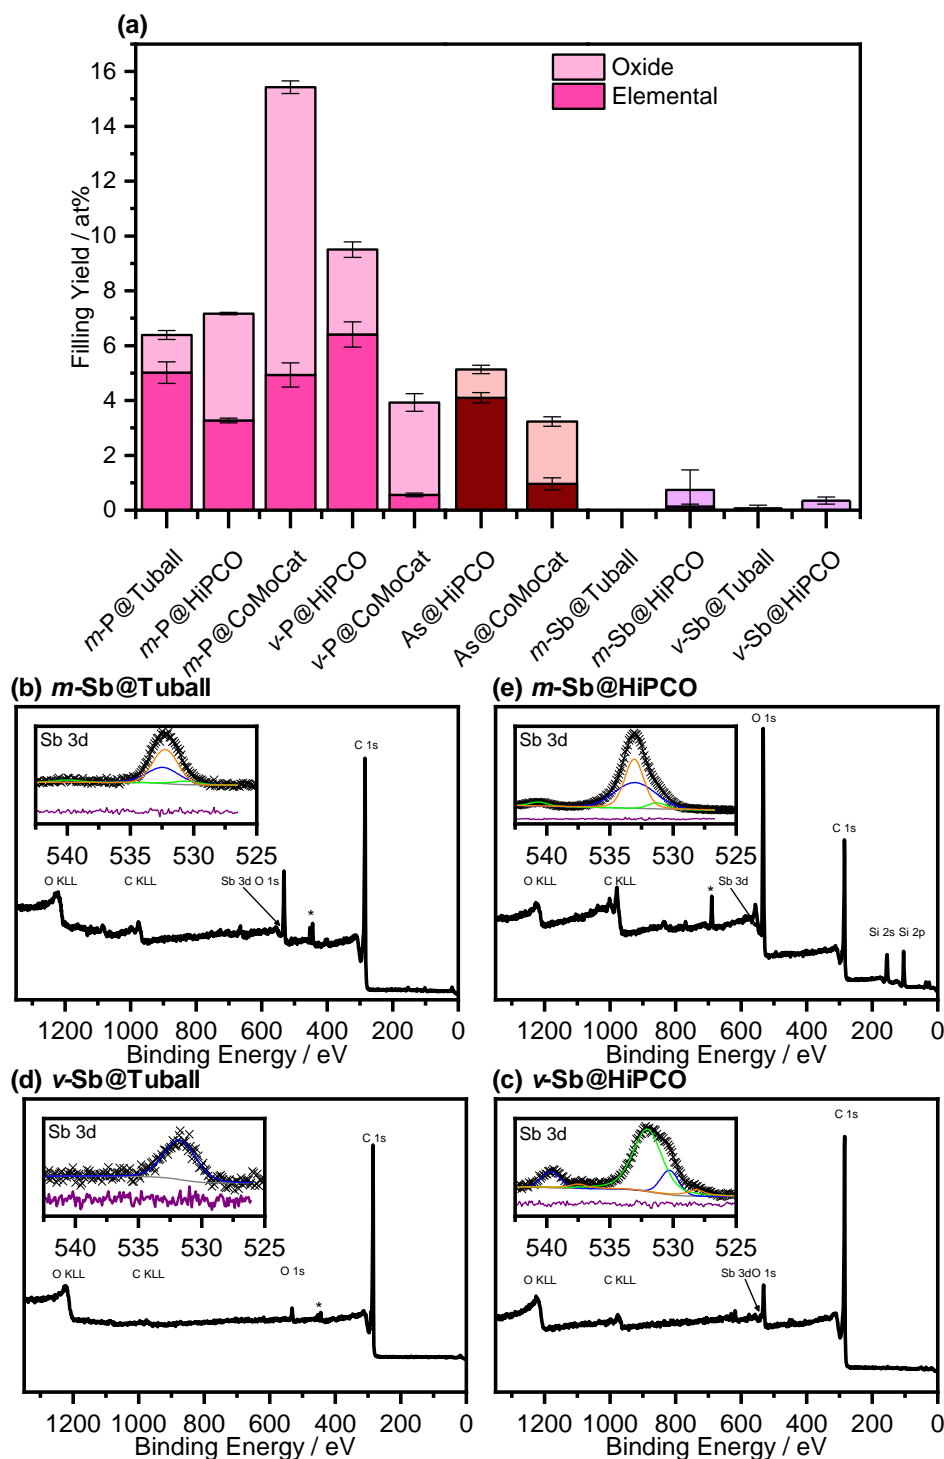 (a)
Oxide
Elemental
Filling Yield / at%
16
14
12
10
8
6
4
2
0
m-P@Tuball
m-P@HiPCO
m-P@CoMoCat
v-P@HiPCO
v-P@CoMoCat
As@HiPCO
As@CoMoCat
m-Sb@Tuball
m-Sb@HiPCO
v-Sb@Tuball
v-Sb@HiPCO
(b) m-Sb@Tuball
Sb 3d
540 535 530 525
C 1s
O KLL
C KLL
Sb 3d O 1s
*
1200 1000 800 600 400 200 0
Binding Energy / eV
(e) m-Sb@HiPCO
Sb 3d
540 535 530 525
O 1s
C 1s
O KLL
C KLL
Sb 3d
*
Si 2s Si 2p
1200 1000 800 600 400 200 0
Binding Energy / eV
(d) v-Sb@Tuball
Sb 3d
540 535 530 525
C 1s
O KLL
C KLL
O 1s
*
1200 1000 800 600 400 200 0
Binding Energy / eV
(c) v-Sb@HiPCO
Sb 3d
540 535 530 525
C 1s
O KLL
C KLL
Sb 3dO 1s
1200 1000 800 600 400 200 0
Binding Energy / eV